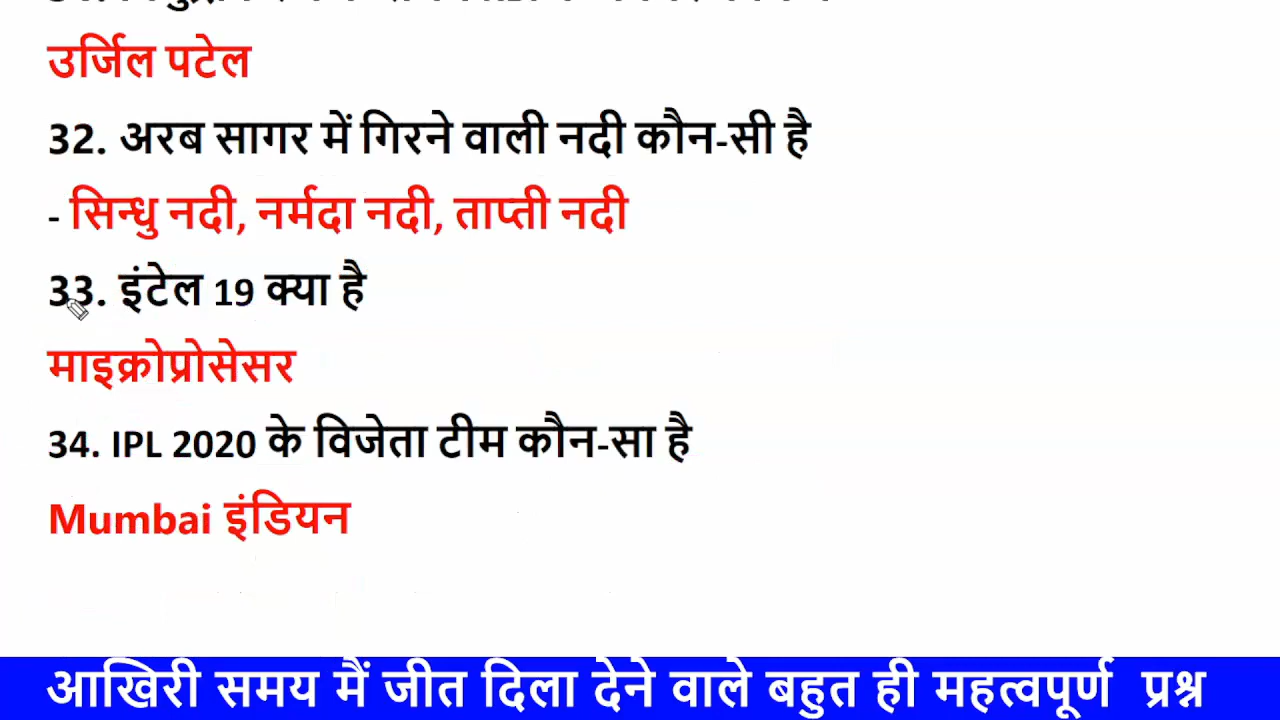 उर्जिल पटेल
32. अरब सागर में गिरने वाली नदी कौन-सी है
- सिन्धु नदी, नर्मदा नदी, ताप्ती नदी
33. इंटेल 19 क्या है
माइक्रोप्रोसेसर
34. IPL 2020 के विजेता टीम कौन-सा है
Mumbai इंडियन
आखिरी समय मैं जीत दिला देने वाले बहुत ही महत्वपूर्ण प्रश्न